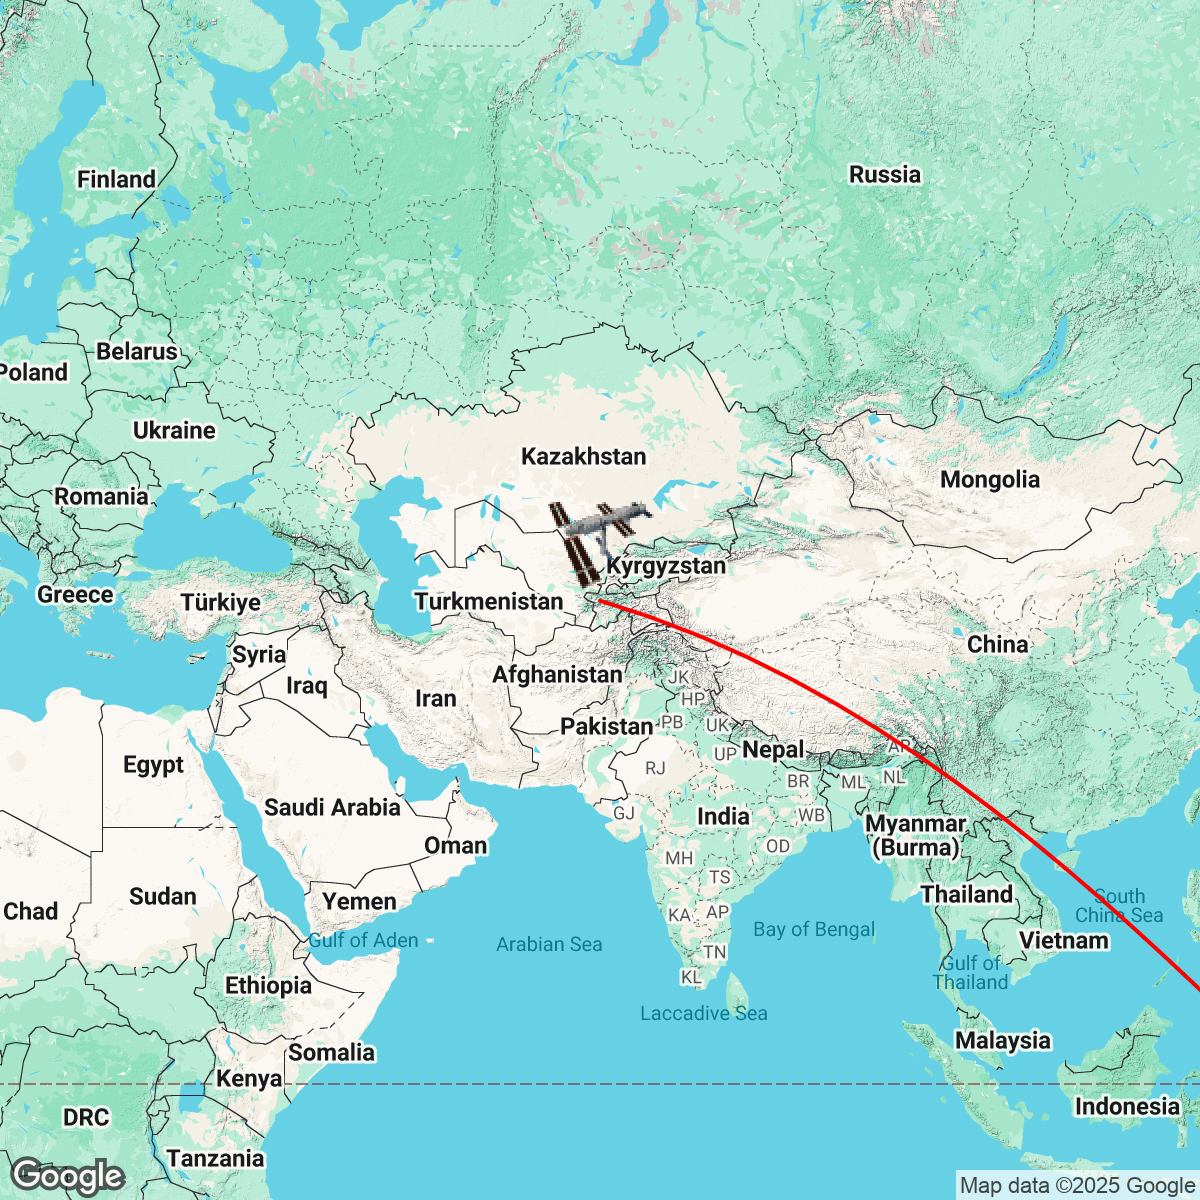 Russia
Finland
Belarus
Poland
Ukraine
Kazakhstan
Mongolia
Romania
Kyrgyzstan
Greece
Türkiye
Turkmenistan
China
Syria
Afghanistan
Iraq
Iran
JK
HP
Pakistan
PB
UK
Nepal
AR
UP
Egypt
RJ
BR
ML
NL
Saudi Arabia
GJ
India
WB
Myanmar
(Burma)
Oman
OD
MH
TS
Sudan
Yemen
Thailand
South
China Sea
Chad
KA
AP
Gulf of Aden
Arabian Sea
Bay of Bengal
Vietnam
TN
Gulf of
Thailand
KL
Ethiopia
Laccadive Sea
Malaysia
Somalia
Kenya
DRC
Indonesia
Tanzania
Google
Map data ©2025 Google